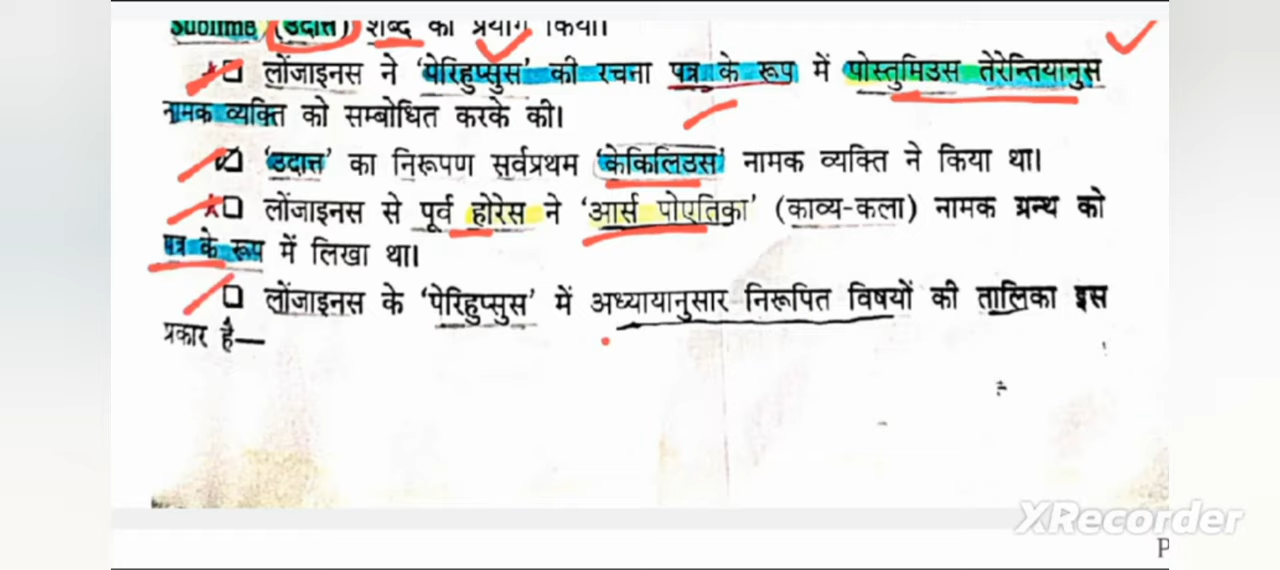 Sublime (उदात्त) शब्द का प्रयोग किया।
लोंजाइनस ने ‘पेरिहुप्सुस’ की रचना पत्र के रूप में पोस्तुमिउस तेरेन्तियानुस
नामक व्यक्ति को सम्बोधित करके की।
‘उदात्त’ का निरूपण सर्वप्रथम ‘केकिलिउस’ नामक व्यक्ति ने किया था।
लोंजाइनस से पूर्व होरेस ने ‘आर्स पोएतिका’ (काव्य-कला) नामक ग्रन्थ को
पत्र के रूप में लिखा था।
लोंजाइनस के ‘पेरिहुप्सुस’ में अध्यायानुसार निरूपित विषयों की तालिका इस
प्रकार है—
XRecorder
P